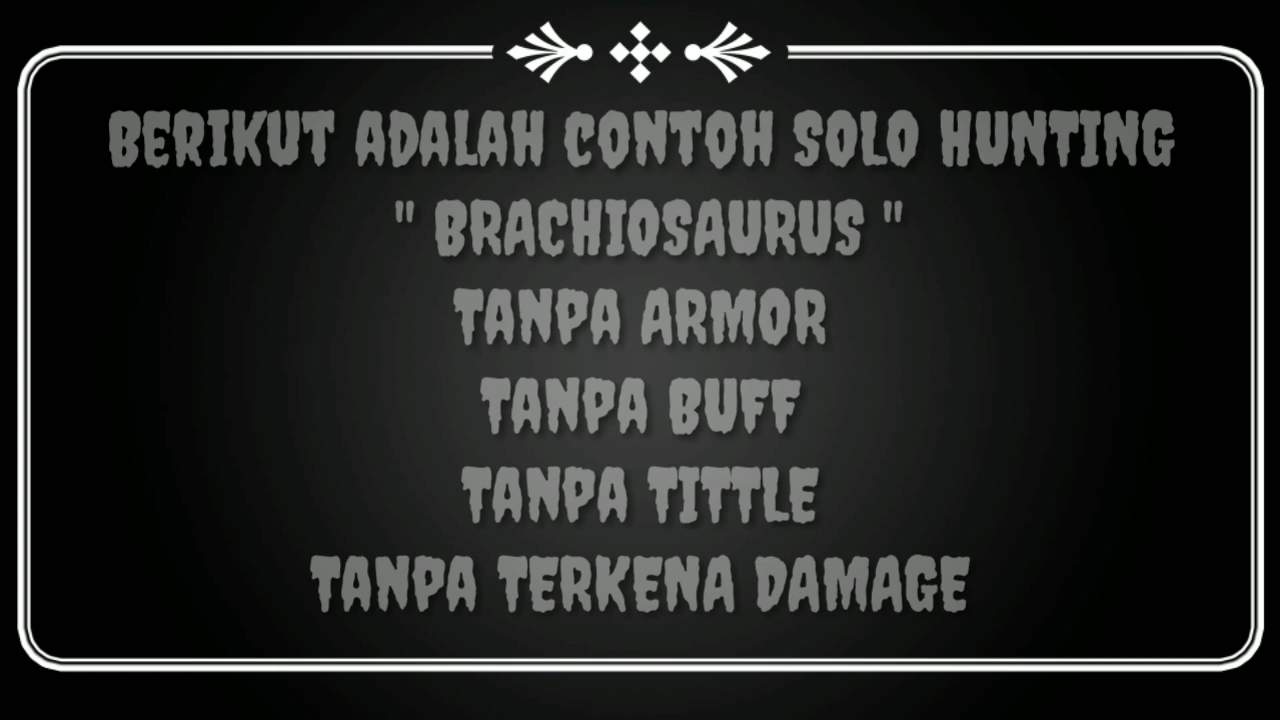 BERIKUT ADALAH CONTOH SOLO HUNTING
" BRACHIOSAURUS "
TANPA ARMOR
TANPA BUFF
TANPA TITTLE
TANPA TERKENA DAMAGE